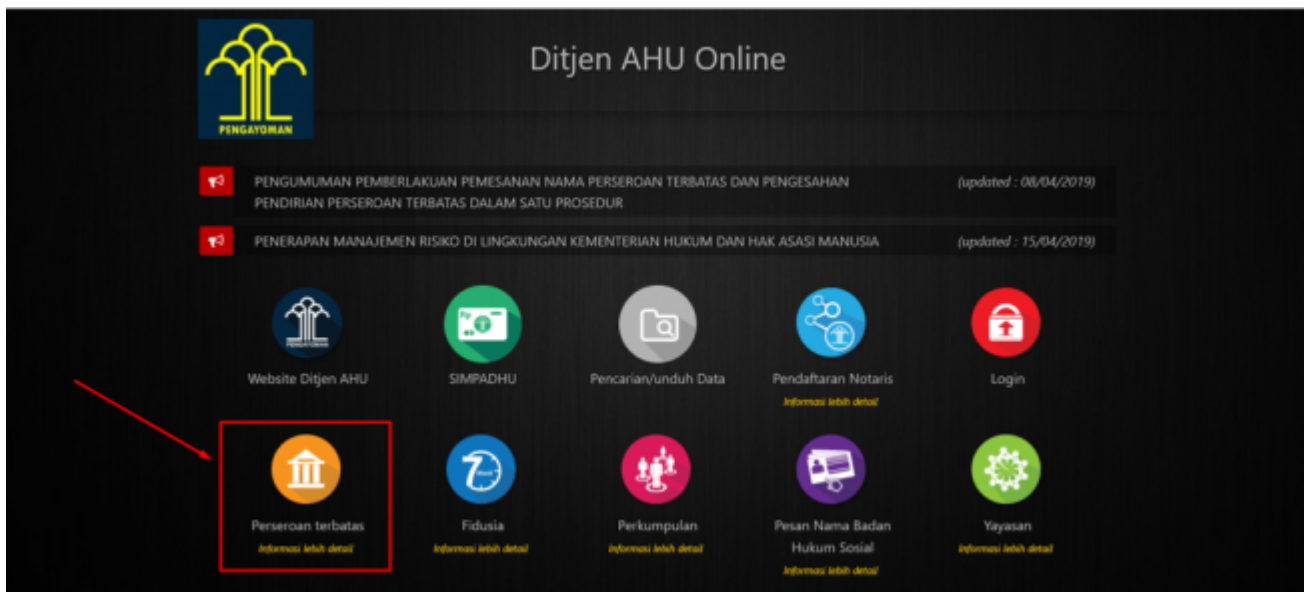 Ditjen AHU Online
PENGAYOMAN
PENGUMUMAN PEMBERLAKUAN PEMESANAN NAMA PERSEROAN TERBATAS DAN PENGESAHAN (updated : 08/04/2019)
PENDIRIAN PERSEROAN TERBATAS DALAM SATU PROSEDUR
PENERAPAN MANAJEMEN RISIKO DI LINGKUNGAN KEMENTERIAN HUKUM DAN HAK ASASI MANUSIA (updated : 15/04/2019)
Rp
PENGAYOMAN
Website Ditjen AHU SIMPADHU Pencarian/unduh Data Pendaftaran Notaris Login
Informasi lebih detail
7
Perseroan terbatas Fidusia Perkumpulan Pesan Nama Badan Yayasan
Informasi lebih detail Informasi lebih detail Informasi lebih detail Hukum Sosial Informasi lebih detail
Informasi lebih detail